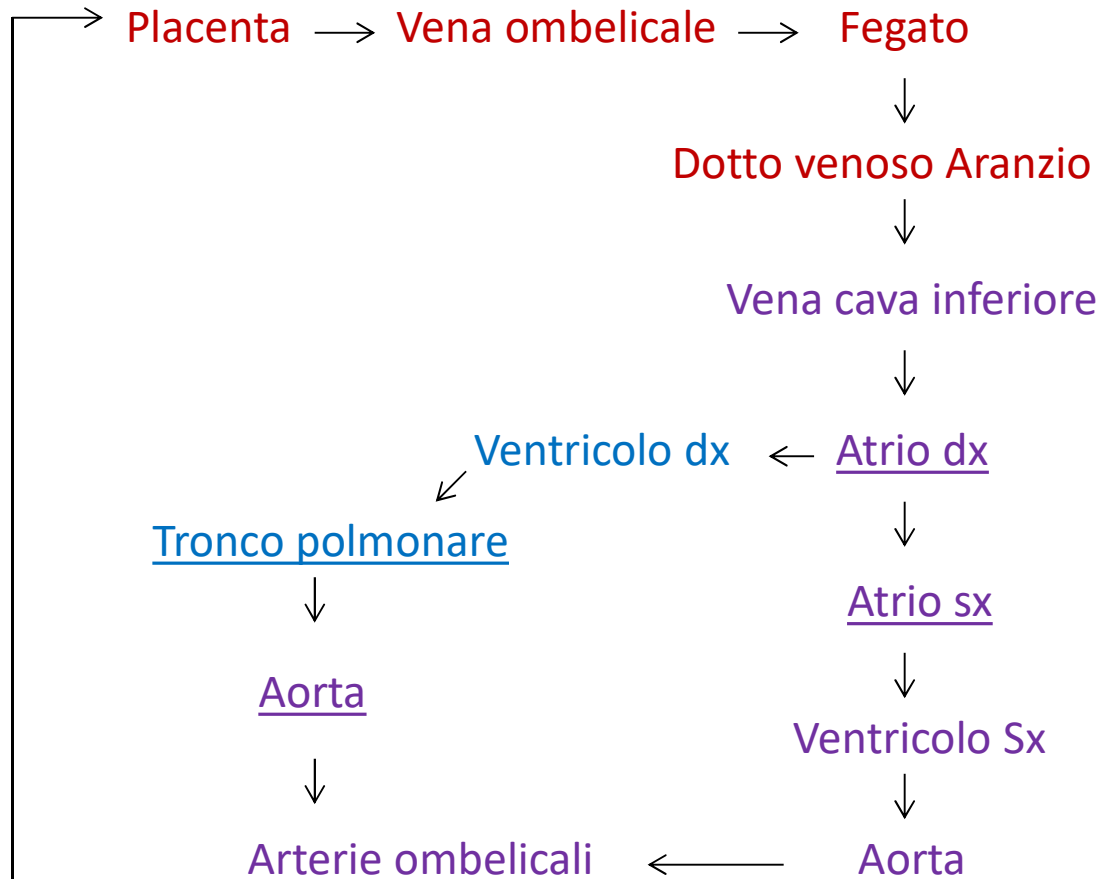 Placenta
Vena ombelicale
Fegato
Dotto venoso Aranzio
Vena cava inferiore
Ventricolo dx
Atrio dx
Tronco polmonare
Atrio sx
Aorta
Ventricolo Sx
Arterie ombelicali
Aorta